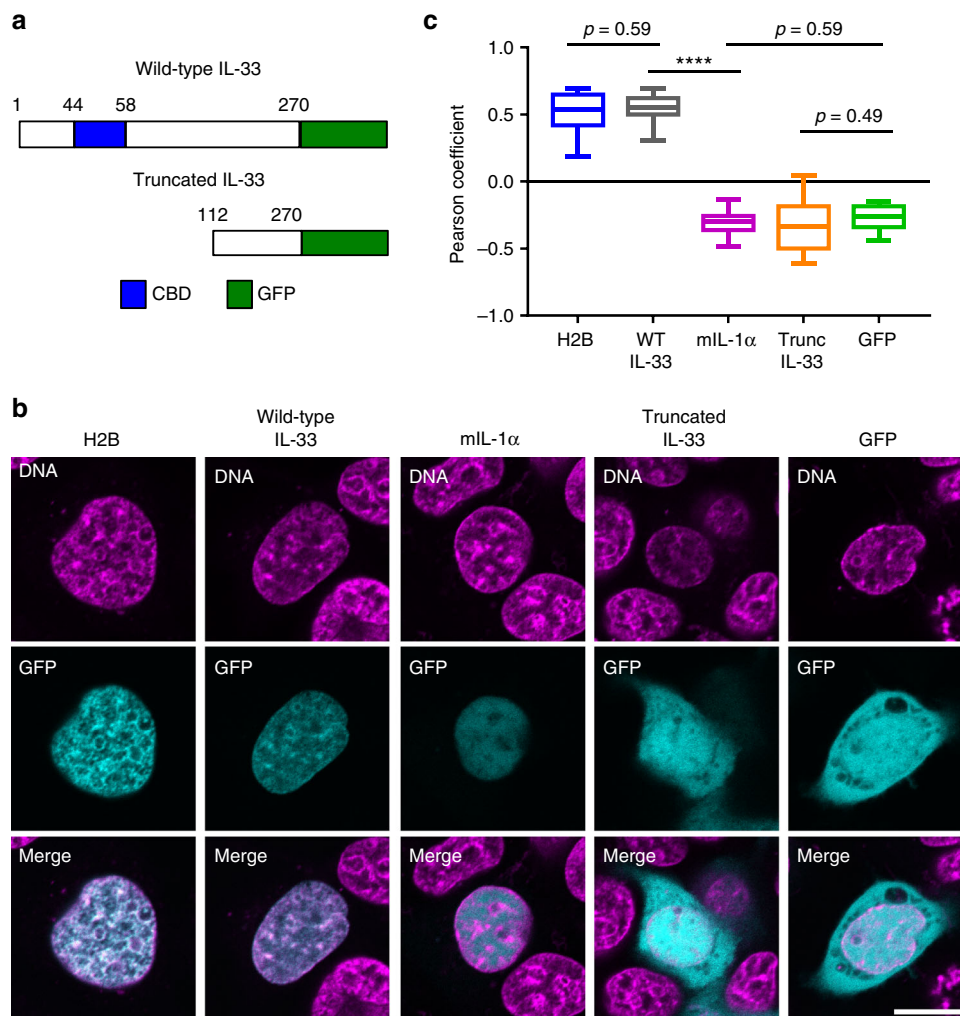 a
Wild-type IL-33
1 44 58 270
Truncated IL-33
112 270
CBD GFP
c
p = 0.59 p = 0.59
****
p = 0.49
Pearson coefficient
1.0
0.5
0.0
–0.5
–1.0
H2B
WT
IL-33
mIL-1α
Trunc
IL-33
GFP
b
H2B
Wild-type
IL-33
mIL-1α
Truncated
IL-33
GFP
DNA DNA DNA DNA DNA
GFP GFP GFP GFP GFP
Merge Merge Merge Merge Merge